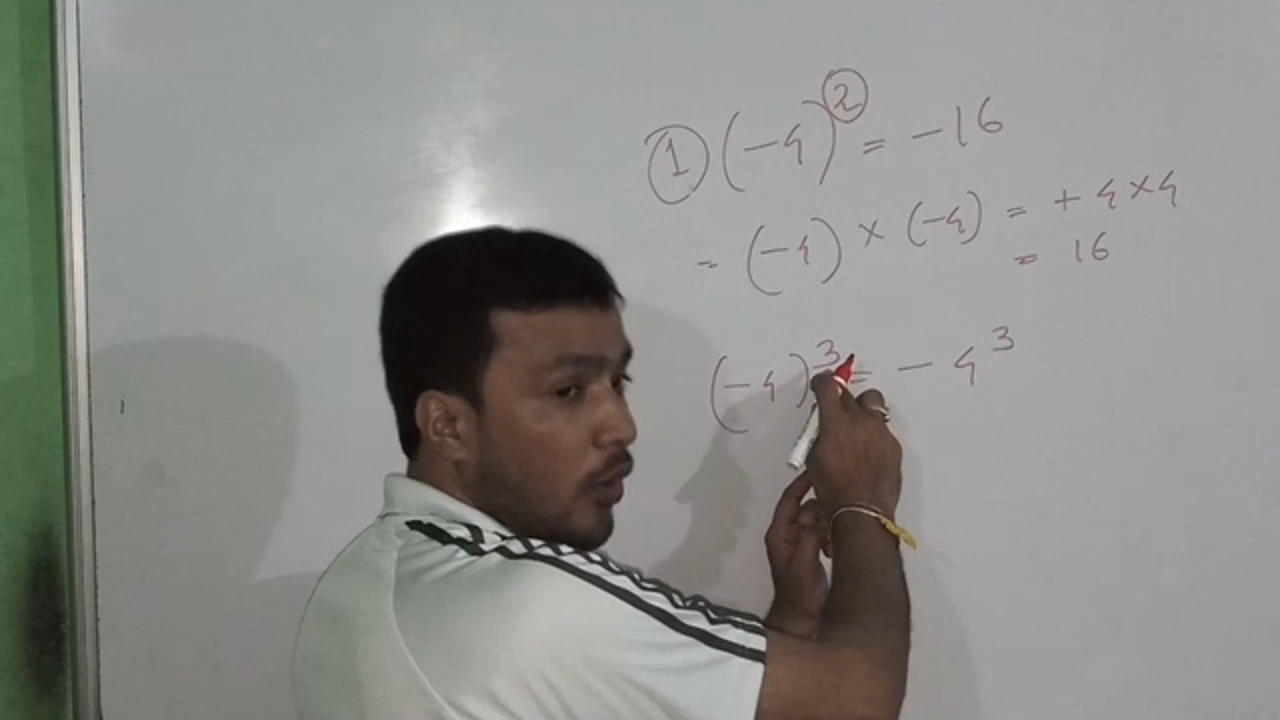 ① (-4)² = -16
= (-4) × (-4) = + 4×4
= 16
(-4)³ = - 4³